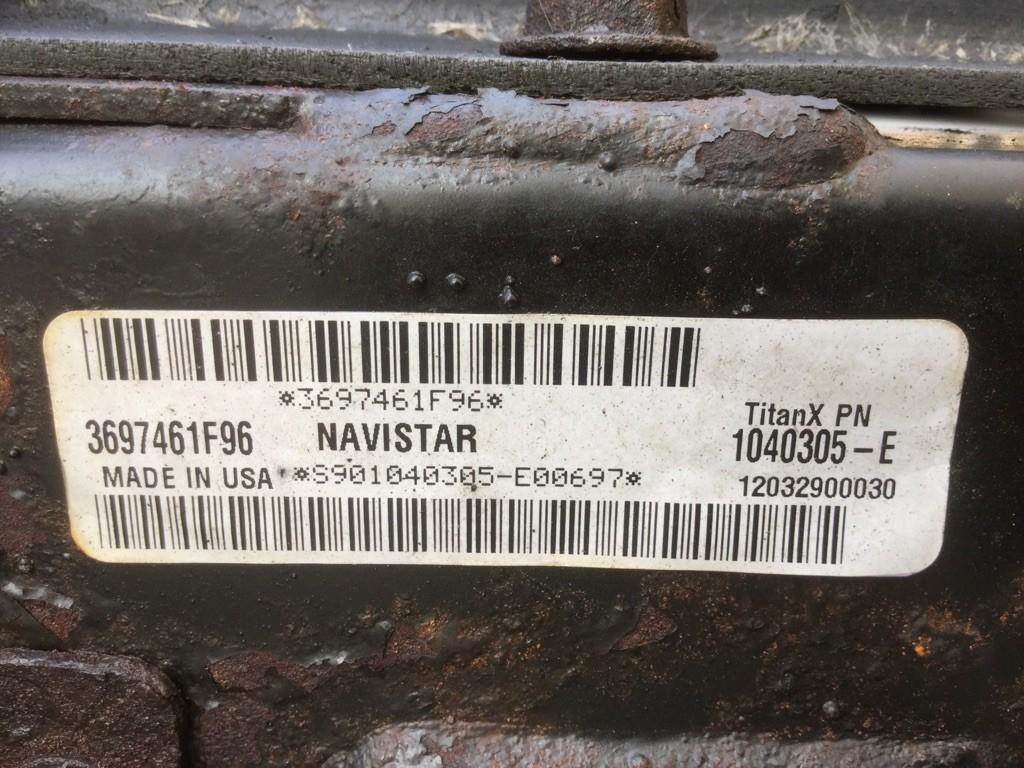 *3697461F96*
3697461F96 NAVISTAR
TitanX PN
1040305-E
MADE IN USA *S901040305-E00697*
12032900030